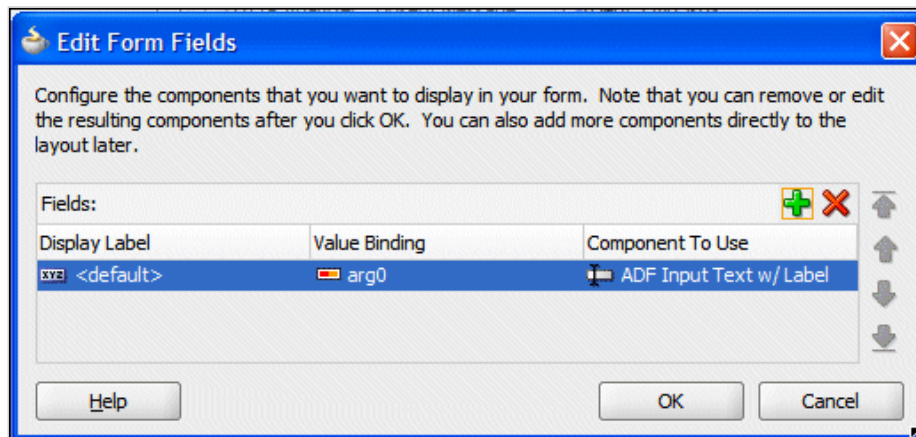 Edit Form Fields
Configure the components that you want to display in your form. Note that you can remove or edit
the resulting components after you click OK. You can also add more components directly to the
layout later.
Fields:
Display Label Value Binding Component To Use
XYZ <default> arg0 ADF Input Text w/ Label
Help OK Cancel